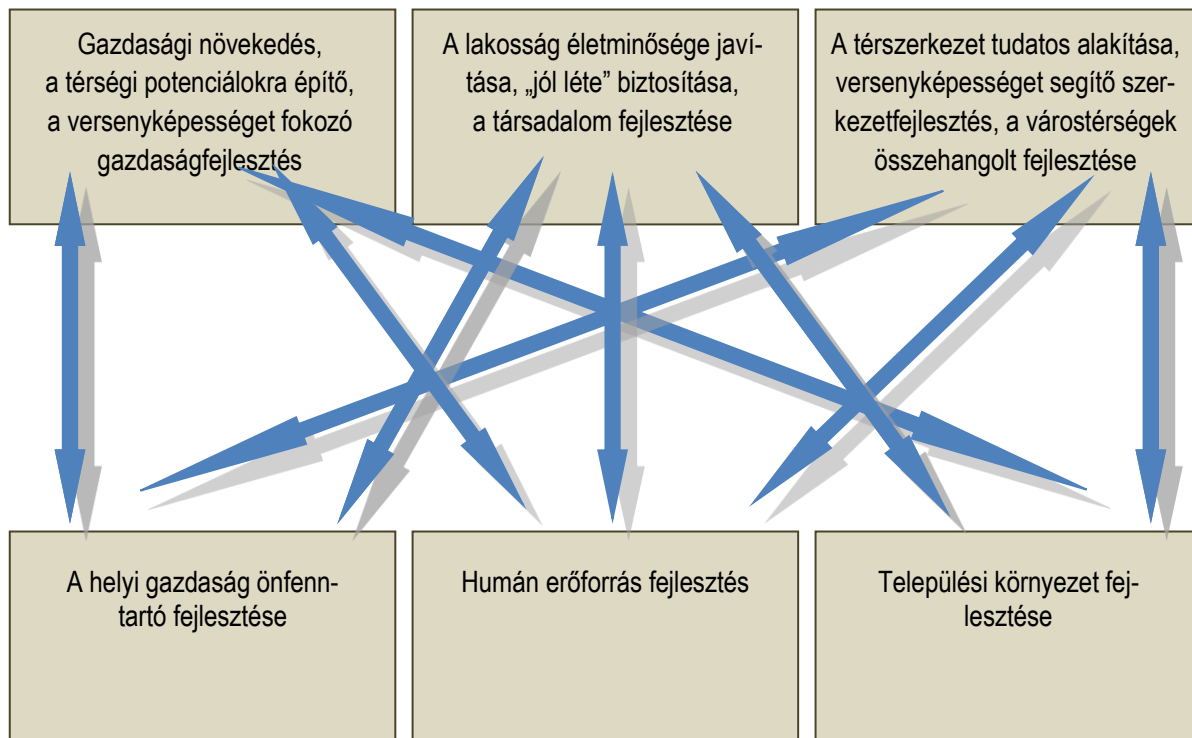 Gazdasági növekedés,
a térségi potenciálokra építő,
a versenyképességet fokozó
gazdaságfejlesztés
A lakosság életminősége javí-
tása, „jól léte” biztosítása,
a társadalom fejlesztése
A térszerkezet tudatos alakítása,
versenyképességet segítő szer-
kezetfejlesztés, a várostérségek
összehangolt fejlesztése
A helyi gazdaság önfenn-
tartó fejlesztése
Humán erőforrás fejlesztés
Települési környezet fej-
lesztése